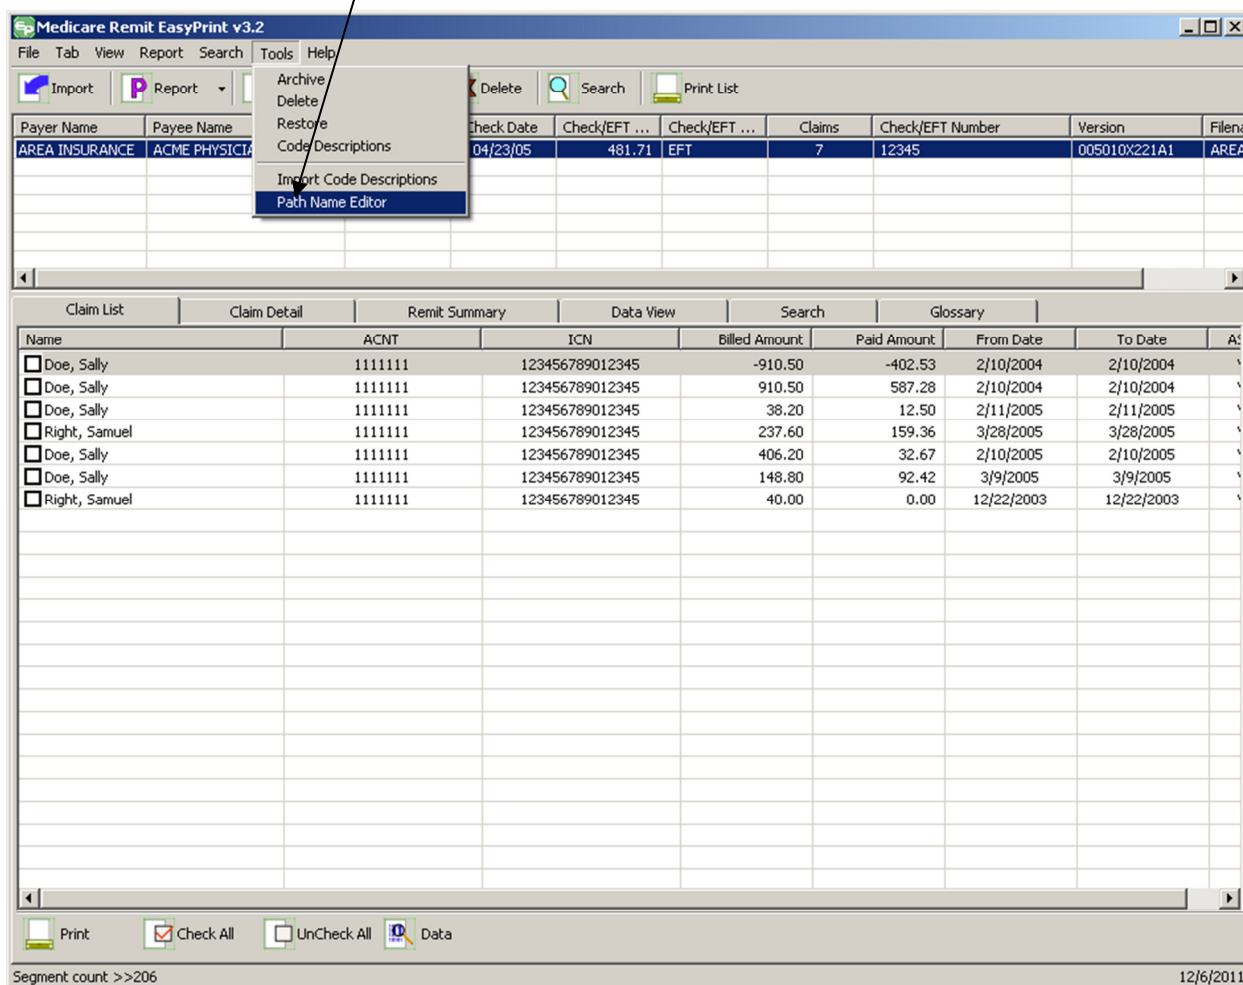 Medicare Remit EasyPrint v3.2
File Tab View Report Search Tools Help
Import Report Delete Search Print List
Archive
Delete
Restore
Code Descriptions
Import Code Descriptions
Path Name Editor
Payer Name Payee Name Check Date Check/EFT ... Check/EFT ... Claims Check/EFT Number Version Filena
AREA INSURANCE ACME PHYSICIA 04/23/05 481.71 EFT 7 12345 005010X221A1 AREA
Claim List Claim Detail Remit Summary Data View Search Glossary
Name ACNT ICN Billed Amount Paid Amount From Date To Date
Doe, Sally 1111111 123456789012345 -910.50 -402.53 2/10/2004 2/10/2004
Doe, Sally 1111111 123456789012345 910.50 587.28 2/10/2004 2/10/2004
Doe, Sally 1111111 123456789012345 38.20 12.50 2/11/2005 2/11/2005
Right, Samuel 1111111 123456789012345 237.60 159.36 3/28/2005 3/28/2005
Doe, Sally 1111111 123456789012345 406.20 32.67 2/10/2005 2/10/2005
Doe, Sally 1111111 123456789012345 148.80 92.42 3/9/2005 3/9/2005
Right, Samuel 1111111 123456789012345 40.00 0.00 12/22/2003 12/22/2003
Print Check All UnCheck All Data
Segment count >>206 12/6/2011